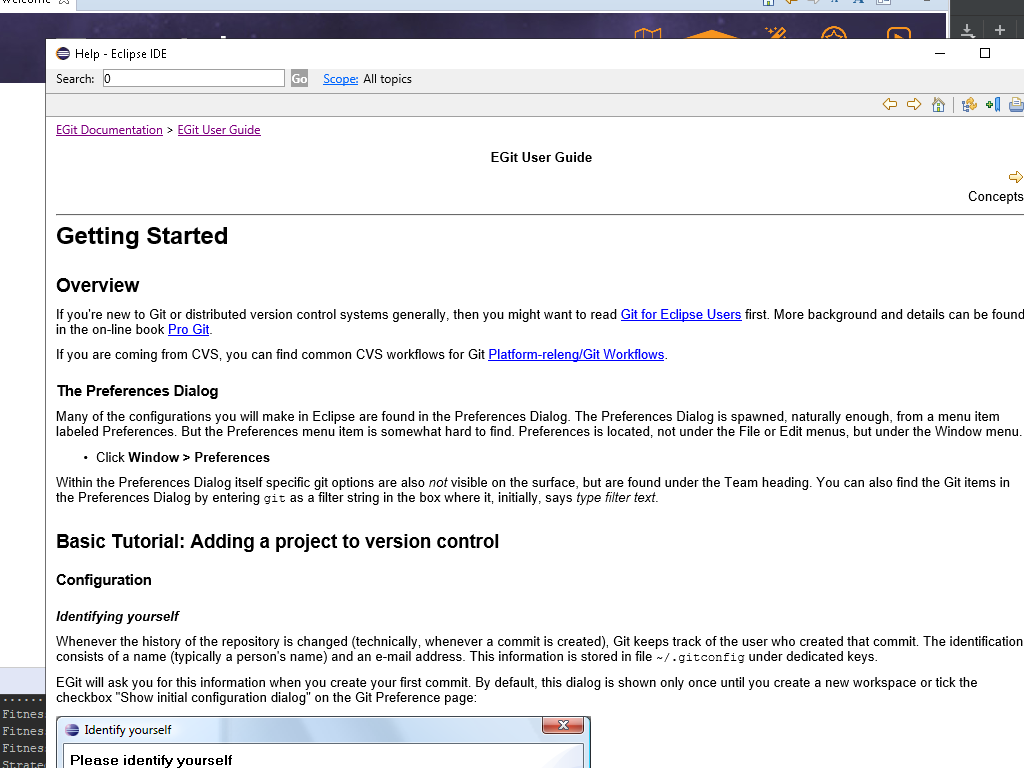 Welcome
Help - Eclipse IDE
Search: 0 Go Scope: All topics
EGit Documentation > EGit User Guide
EGit User Guide
Concepts
Getting Started
Overview
If you're new to Git or distributed version control systems generally, then you might want to read Git for Eclipse Users first. More background and details can be found
in the on-line book Pro Git.
If you are coming from CVS, you can find common CVS workflows for Git Platform-releng/Git Workflows.
The Preferences Dialog
Many of the configurations you will make in Eclipse are found in the Preferences Dialog. The Preferences Dialog is spawned, naturally enough, from a menu item
labeled Preferences. But the Preferences menu item is somewhat hard to find. Preferences is located, not under the File or Edit menus, but under the Window menu.
• Click Window > Preferences
Within the Preferences Dialog itself specific git options are also not visible on the surface, but are found under the Team heading. You can also find the Git items in
the Preferences Dialog by entering git as a filter string in the box where it, initially, says type filter text.
Basic Tutorial: Adding a project to version control
Configuration
Identifying yourself
Whenever the history of the repository is changed (technically, whenever a commit is created), Git keeps track of the user who created that commit. The identification
consists of a name (typically a person's name) and an e-mail address. This information is stored in file ~/.gitconfig under dedicated keys.
EGit will ask you for this information when you create your first commit. By default, this dialog is shown only once until you create a new workspace or tick the
checkbox "Show initial configuration dialog" on the Git Preference page:
Fitnes
Fitnes
Fitnes
Strate
Identify yourself
Please identify yourself